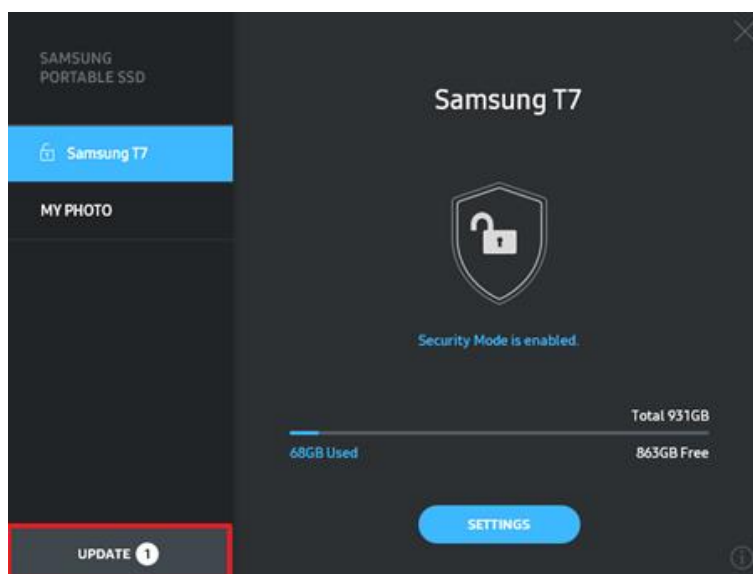 SAMSUNG
PORTABLE SSD
Samsung T7
MY PHOTO
UPDATE 1
Samsung T7
Security Mode is enabled.
Total 931GB
68GB Used 863GB Free
SETTINGS